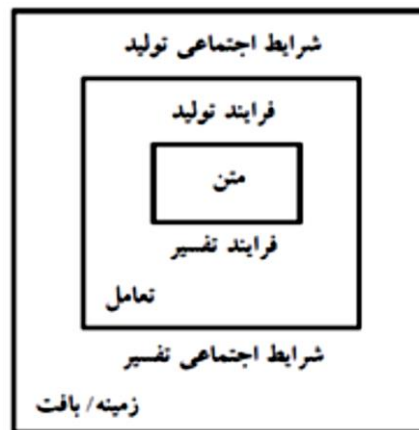 شرایط اجتماعی تولید
فرایند تولید
متن
فرایند تفسیر
تعامل
شرایط اجتماعی تفسیر
زمینه/ بافت